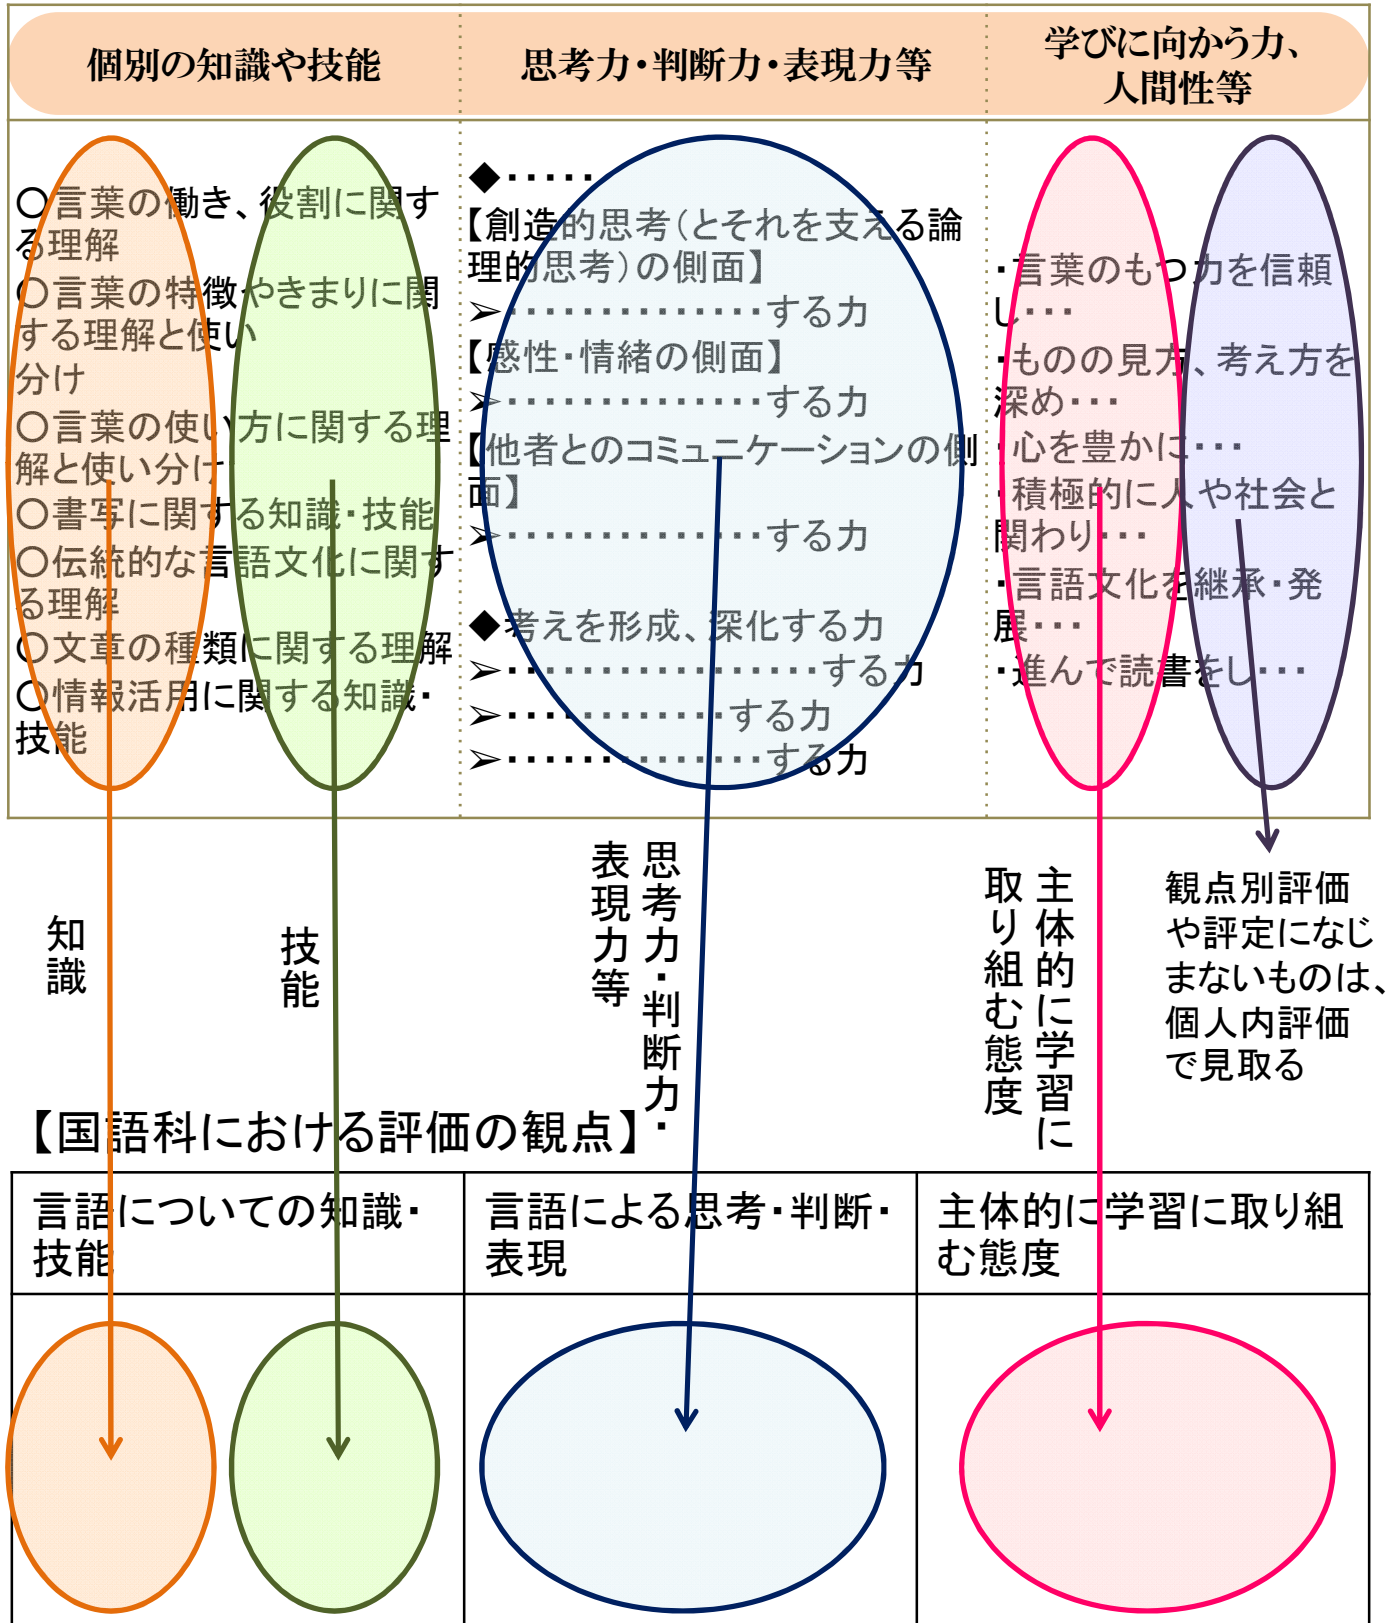 個別の知識や技能
思考力・判断力・表現力等
学びに向かう力、
人間性等
〇言葉の働き、役割に関す
る理解
〇言葉の特徴やきまりに関
する理解と使い
分け
〇言葉の使い方に関する理
解と使い分け
〇書写に関する知識・技能
〇伝統的な言語文化に関す
る理解
〇文章の種類に関する理解
〇情報活用に関する知識・
技能
◆・・・・・
【創造的思考(とそれを支える論
理的思考)の側面】
➢・・・・・・・・・・・・・・する力
【感性・情緒の側面】
➢・・・・・・・・・・・・・・する力
【他者とのコミュニケーションの側
面】
➢・・・・・・・・・・・・・・する力
◆考えを形成、深化する力
➢・・・・・・・・・・・・・・・・・する力
➢・・・・・・・・・・・・する力
➢・・・・・・・・・・・・・・する力
・言葉のもつ力を信頼
し・・・
・ものの見方、考え方を
深め・・・
・心を豊かに・・・
・積極的に人や社会と
関わり・・・
・言語文化を継承・発
展・・・
・進んで読書をし・・・
知識
技能
思考力・判断力・
表現力等
主体的に学習に
取り組む態度
観点別評価
や評定になじ
まないものは、
個人内評価
で見取る
【国語科における評価の観点】
言語についての知識・
技能
言語による思考・判断・
表現
主体的に学習に取り組
む態度